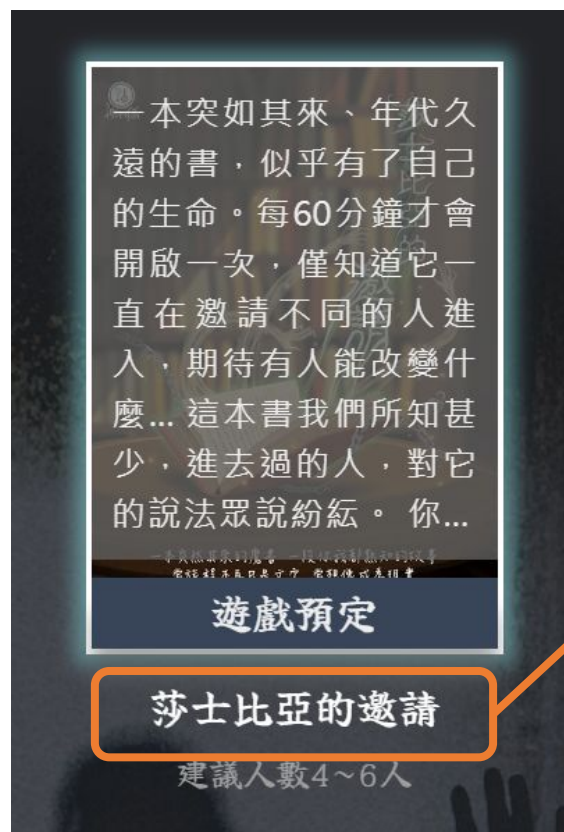 一本突如其來、年代久
遠的書，似乎有了自己
的生命。每60分鐘才會
開啟一次，僅知道它一
直在邀請不同的人進
入，期待有人能改變什
麼... 這本書我們所知甚
少，進去過的人，對它
的說法眾說紛紜。 你...
遊戲預定
莎士比亞的邀請
建議人數4~6人